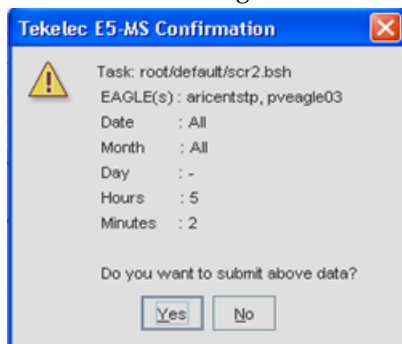 Tekelec E5-MS Confirmation
Task: root/default/scr2.bsh
EAGLE(s) : aricentstp, pveagle03
Date : All
Month : All
Day : -
Hours : 5
Minutes : 2
Do you want to submit above data?
Yes No